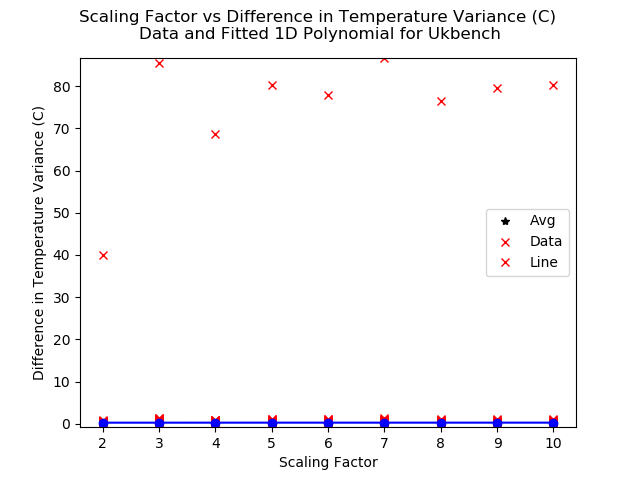 Scaling Factor vs Difference in Temperature Variance (C)
Data and Fitted 1D Polynomial for Ukbench
Difference in Temperature Variance (C)
80
70
60
50
40
30
20
10
0
Avg
Data
Line
2 3 4 5 6 7 8 9 10
Scaling Factor